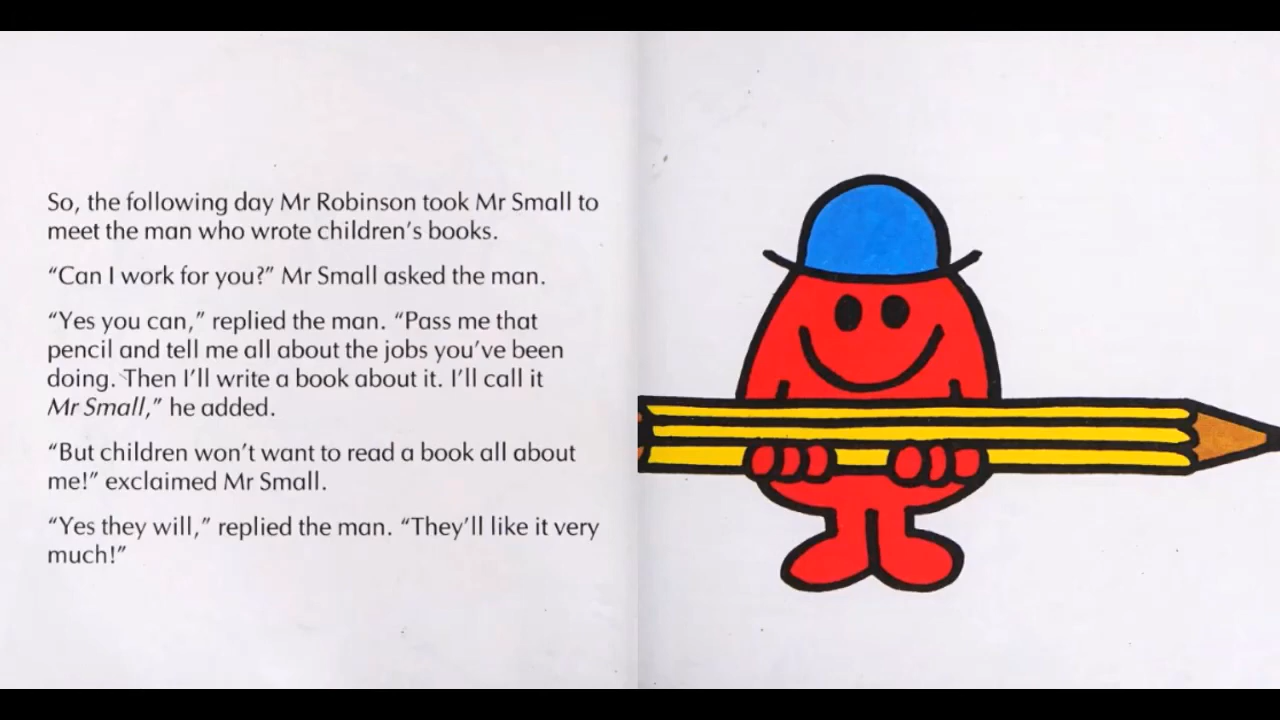 So, the following day Mr Robinson took Mr Small to
meet the man who wrote children's books.
“Can I work for you?” Mr Small asked the man.
“Yes you can,” replied the man. “Pass me that
pencil and tell me all about the jobs you've been
doing. Then I'll write a book about it. I'll call it
Mr Small,” he added.
“But children won't want to read a book all about
me!” exclaimed Mr Small.
“Yes they will,” replied the man. “They'll like it very
much!”